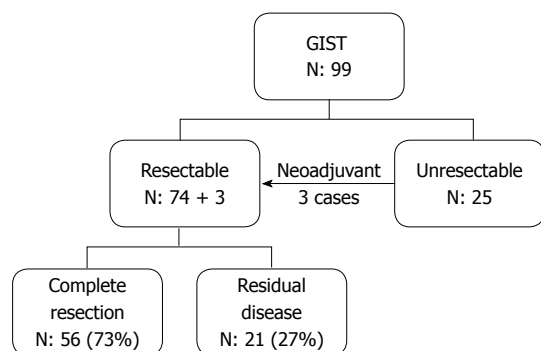 GIST
N: 99
Resectable
N: 74 + 3
Neoadjuvant
3 cases
Unresectable
N: 25
Complete
resection
N: 56 (73%)
Residual
disease
N: 21 (27%)